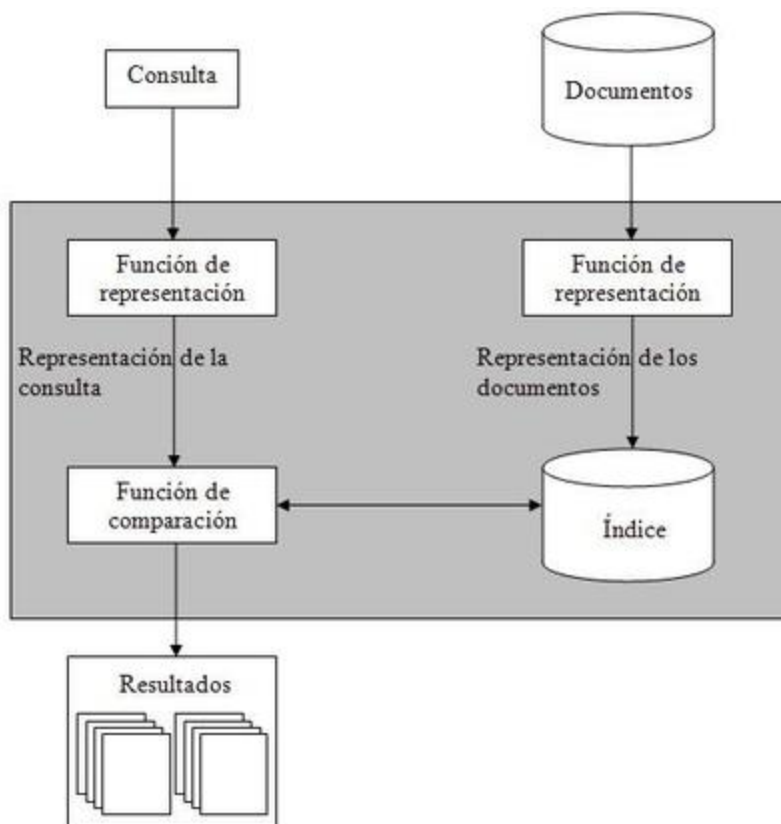 Consulta
Documentos
Función de
representación
Función de
representación
Representación de la
consulta
Representación de los
documentos
Función de
comparación
Índice
Resultados